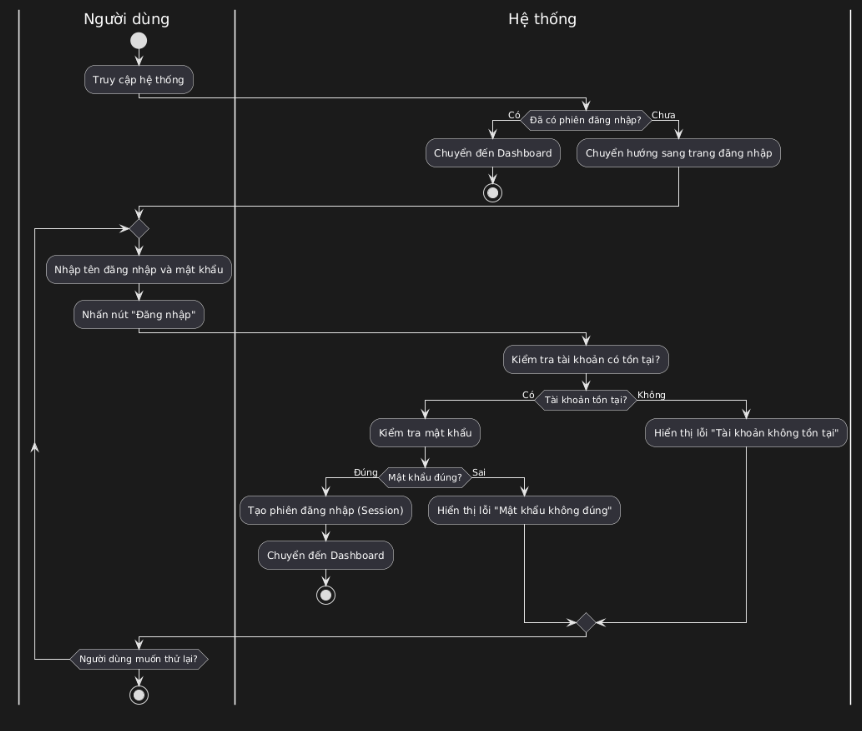 Người dùng
Hệ thống
Truy cập hệ thống
Đã có phiên đăng nhập?
Có
Chưa
Chuyển đến Dashboard
Chuyển hướng sang trang đăng nhập
Nhập tên đăng nhập và mật khẩu
Nhấn nút "Đăng nhập"
Kiểm tra tài khoản có tồn tại?
Có
Tài khoản tồn tại?
Không
Kiểm tra mật khẩu
Hiển thị lỗi "Tài khoản không tồn tại"
Đúng
Mật khẩu đúng?
Sai
Tạo phiên đăng nhập (Session)
Hiển thị lỗi "Mật khẩu không đúng"
Chuyển đến Dashboard
Người dùng muốn thử lại?